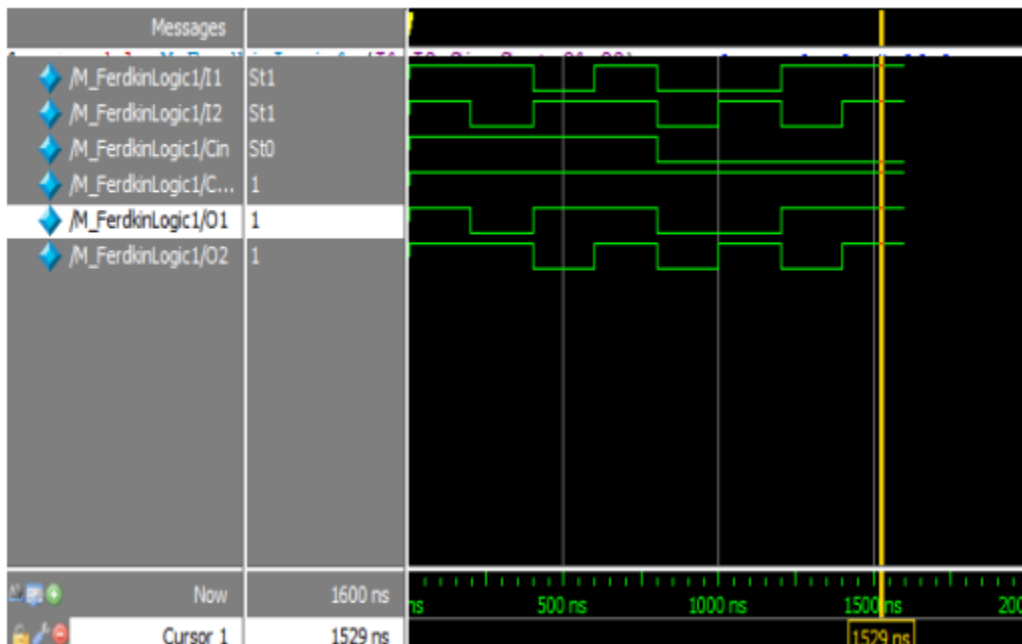 Messages
/M_FerdkinLogic1/I1 St1
/M_FerdkinLogic1/I2 St1
/M_FerdkinLogic1/Cin St0
/M_FerdkinLogic1/C... 1
/M_FerdkinLogic1/O1 1
/M_FerdkinLogic1/O2 1
Now 1600 ns
ns 500 ns 1000 ns 1500 ns 200
Cursor 1 1529 ns 1529 ns